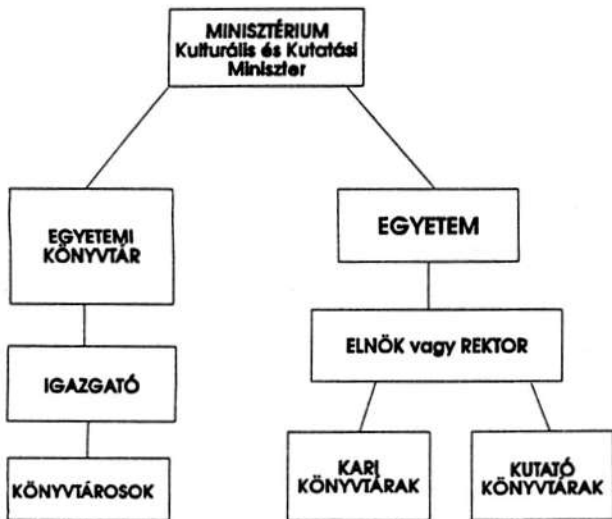 MINISZTÉRIUM
Kulturális és Kutatási
Miniszter
EGYETEMI
KÖNYVTÁR
EGYETEM
IGAZGATÓ
ELNÖK vagy REKTOR
KÖNYVTÁROSOK
KARI
KÖNYVTÁRAK
KUTATÓ
KÖNYVTÁRAK